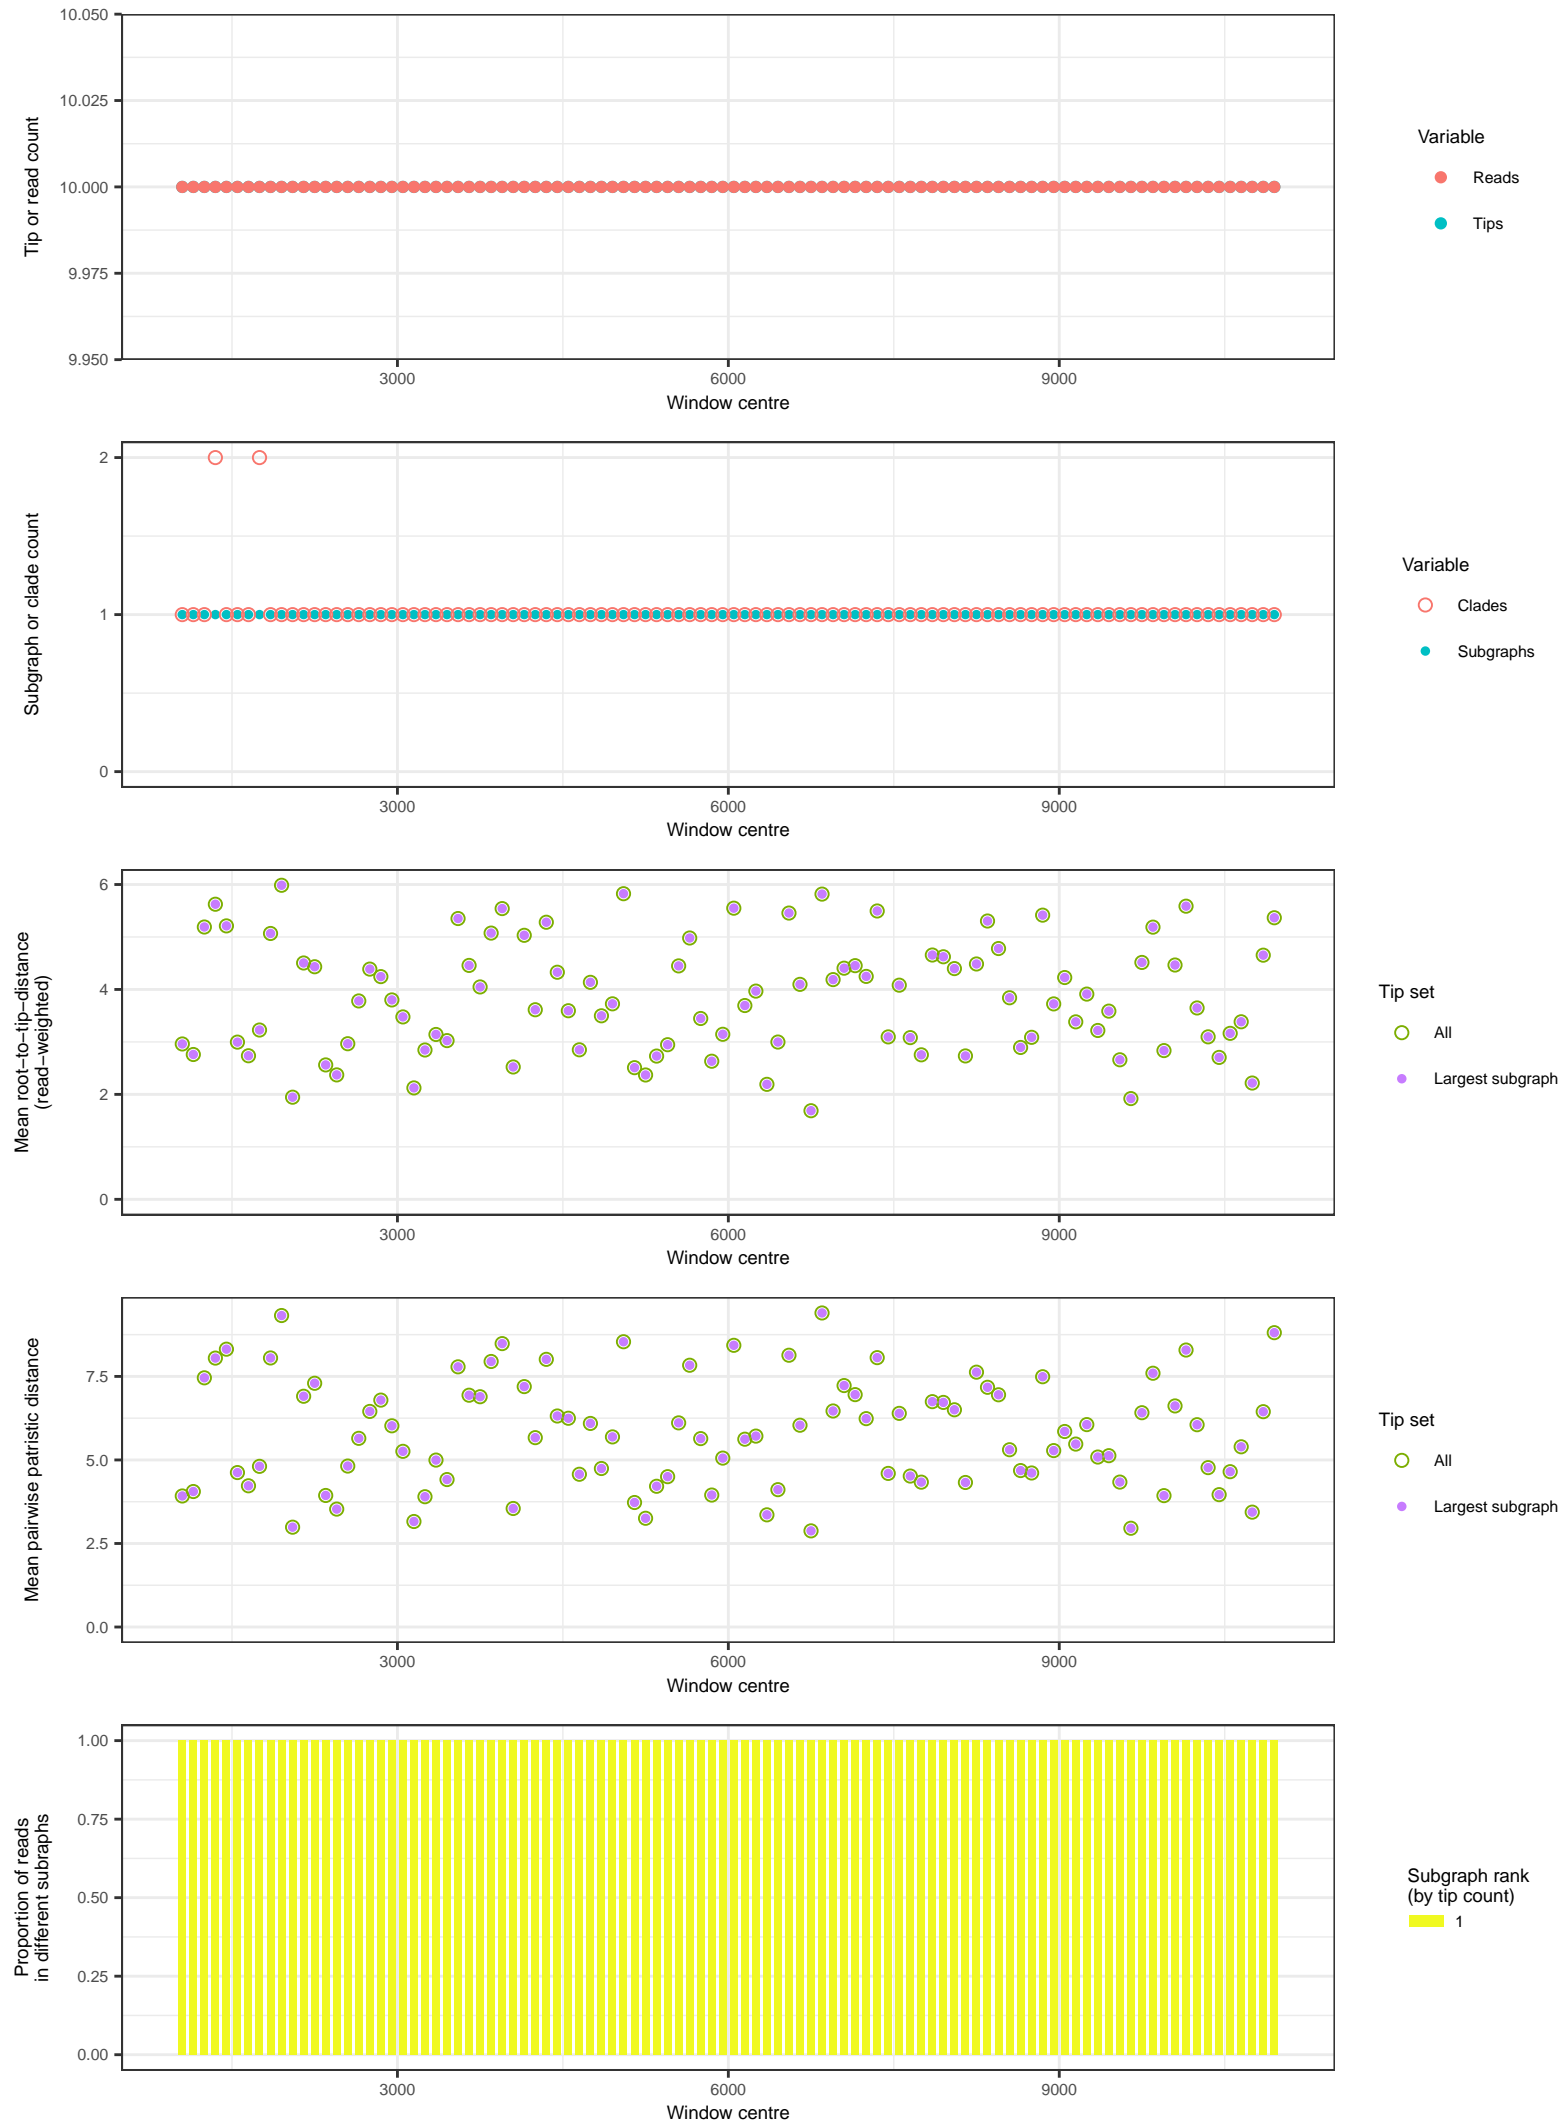 10.050
10.025
10.000
9.975
9.950
Tip or read count
3000
6000
9000
Window centre
Variable
Reads
Tips
2
1
0
Subgraph or clade count
3000
6000
9000
Window centre
Variable
Clades
Subgraphs
6
4
2
0
Mean root−to−tip−distance
(read−weighted)
3000
6000
9000
Window centre
Tip set
All
Largest subgraph
7.5
5.0
2.5
0.0
Mean pairwise patristic distance
3000
6000
9000
Window centre
Tip set
All
Largest subgraph
1.00
0.75
0.50
0.25
0.00
Proportion of reads
in different subraphs
3000
6000
9000
Window centre
Subgraph rank
(by tip count)
1